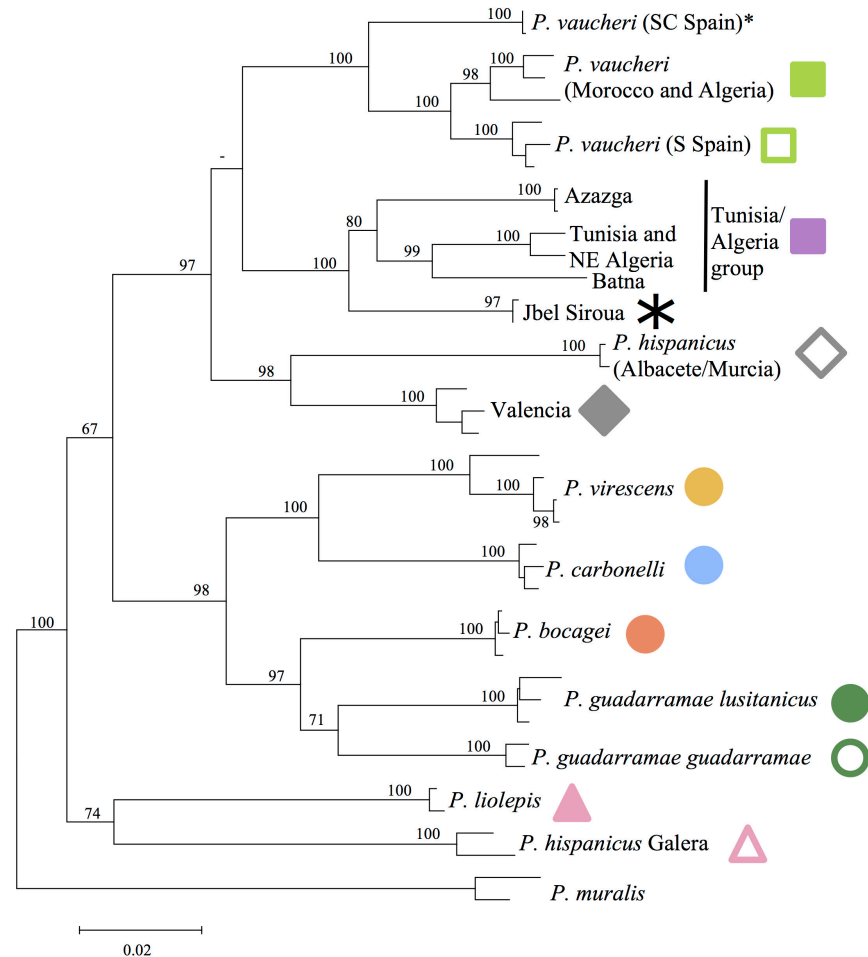 100
P. vaucheri (SC Spain)*
100
98
100
P. vaucheri
(Morocco and Algeria)
100
100
P. vaucheri (S Spain)
-
100
Azazga
80
Tunisia/
Algeria
group
97
100
99
100
Tunisia and
NE Algeria
Batna
97
Jbel Siroua
P. hispanicus
(Albacete/Murcia)
100
98
100
Valencia
67
100
100
100
P. virescens
98
100
P. carbonelli
98
100
P. bocagei
100
97
100
P. guadarramae lusitanicus
71
100
P. guadarramae guadarramae
100
P. liolepis
74
100
P. hispanicus Galera
P. muralis
0.02